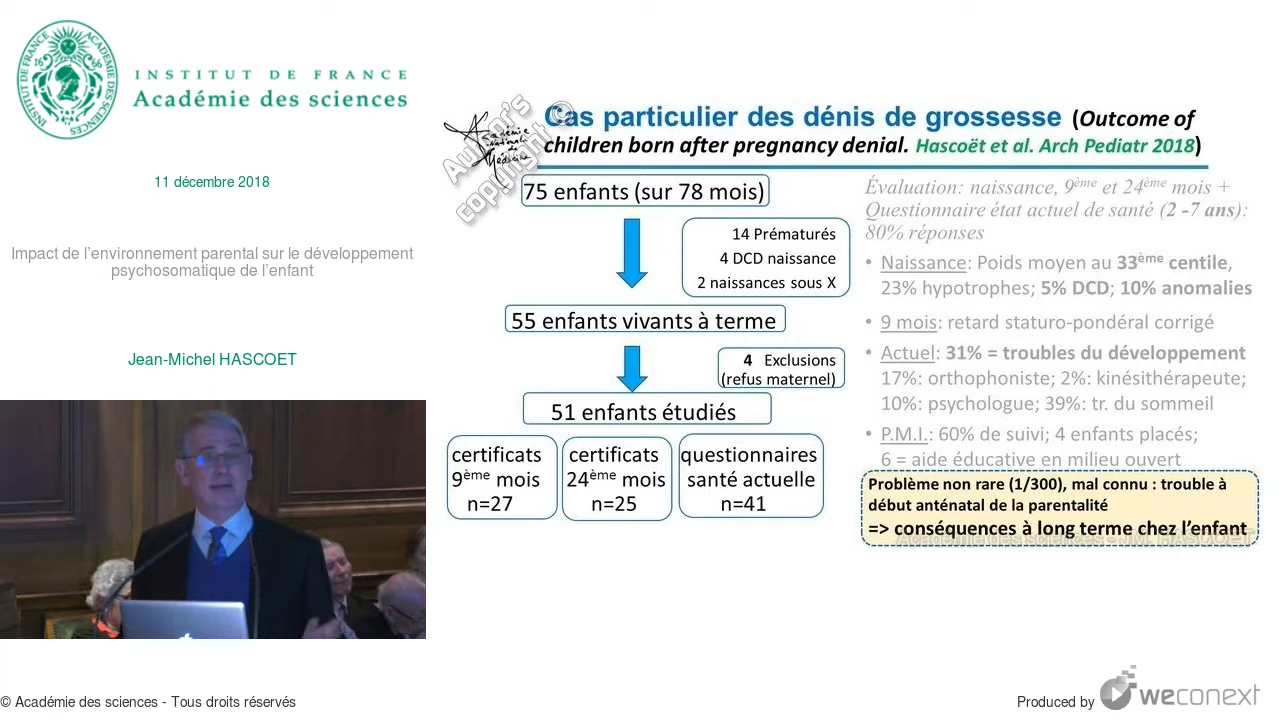 INSTITUT DE FRANCE
Académie des sciences
11 décembre 2018
Impact de l'environnement parental sur le développement
psychosomatique de l'enfant
Jean-Michel HASCOET
Author's
copyright ©
Académie
Nationale
de
Médecine
Cas particulier des dénis de grossesse (Outcome of
children born after pregnancy denial. Hascoët et al. Arch Pediatr 2018)
75 enfants (sur 78 mois)
14 Prématurés
4 DCD naissance
2 naissances sous X
55 enfants vivants à terme
4 Exclusions
(refus maternel)
51 enfants étudiés
certificats
9ème mois
n=27
certificats
24ème mois
n=25
questionnaires
santé actuelle
n=41
Évaluation: naissance, 9ème et 24ème mois +
Questionnaire état actuel de santé (2 -7 ans):
80% réponses
• Naissance: Poids moyen au 33ème centile,
23% hypotrophes; 5% DCD; 10% anomalies
• 9 mois: retard staturo-pondéral corrigé
• Actuel: 31% = troubles du développement
17%: orthophoniste; 2%: kinésithérapeute;
10%: psychologue; 39%: tr. du sommeil
• P.M.I.: 60% de suivi; 4 enfants placés;
6 = aide éducative en milieu ouvert
Problème non rare (1/300), mal connu : trouble à
début anténatal de la parentalité
=> conséquences à long terme chez l'enfant
Académie des sciences - J.M. HASCOET
© Académie des sciences - Tous droits réservés
Produced by
weconext